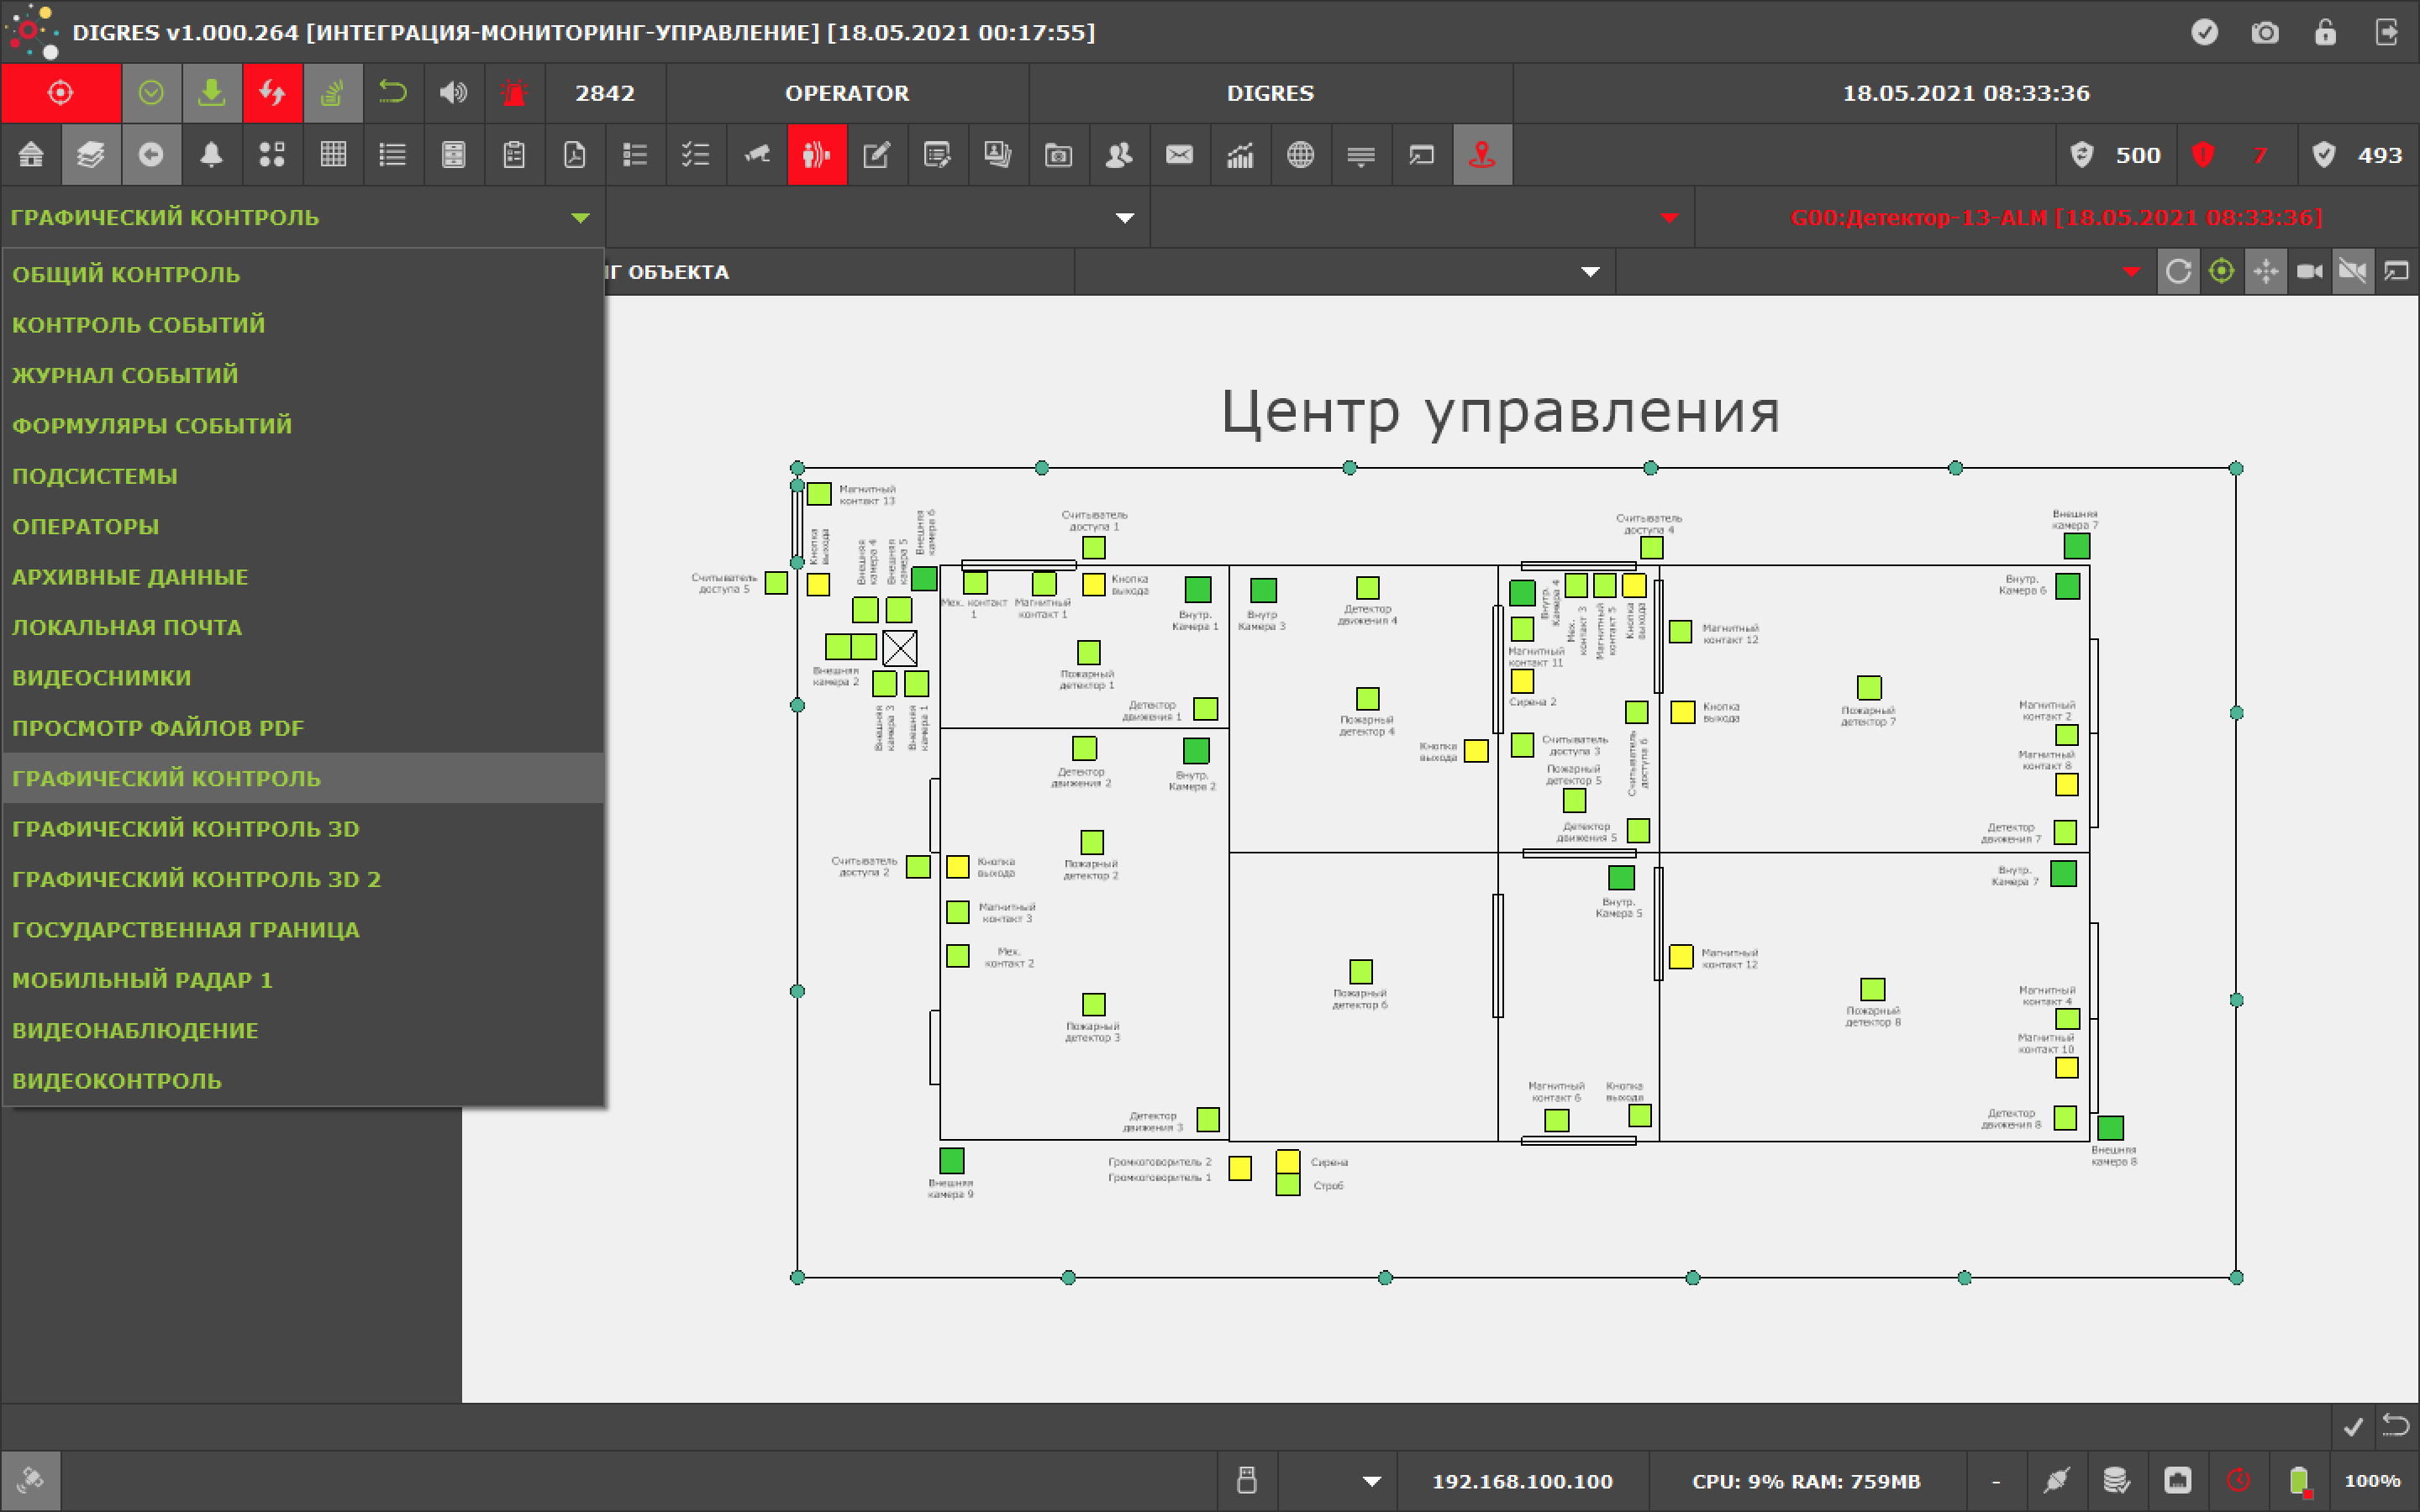 DIGRES v1.000.264 [ИНТЕГРАЦИЯ-МОНИТОРИНГ-УПРАВЛЕНИЕ] [18.05.2021 00:17:55]
2842 OPERATOR DIGRES 18.05.2021 08:33:36
500 7 493
ГРАФИЧЕСКИЙ КОНТРОЛЬ
G00:Детектор-13-ALM [18.05.2021 08:33:36]
Г ОБЪЕКТА
ОБЩИЙ КОНТРОЛЬ
КОНТРОЛЬ СОБЫТИЙ
ЖУРНАЛ СОБЫТИЙ
ФОРМУЛЯРЫ СОБЫТИЙ
ПОДСИСТЕМЫ
ОПЕРАТОРЫ
АРХИВНЫЕ ДАННЫЕ
ЛОКАЛЬНАЯ ПОЧТА
ВИДЕОСНИМКИ
ПРОСМОТР ФАЙЛОВ PDF
ГРАФИЧЕСКИЙ КОНТРОЛЬ
ГРАФИЧЕСКИЙ КОНТРОЛЬ 3D
ГРАФИЧЕСКИЙ КОНТРОЛЬ 3D 2
ГОСУДАРСТВЕННАЯ ГРАНИЦА
МОБИЛЬНЫЙ РАДАР 1
ВИДЕОНАБЛЮДЕНИЕ
ВИДЕОКОНТРОЛЬ
Центр управления
Магнитный
контакт 13
Кнопка
выхода
Считыватель
доступа 5
Внешняя
камера 4
Внешняя
камера 5
Внешняя
камера 6
Внешняя
камера 2
Внешняя
камера 3
Внешняя
камера 1
Считыватель
доступа 1
Мех. контакт
1
Магнитный
контакт 1
Кнопка
выхода
Внутр.
Камера 1
Пожарный
детектор 1
Детектор
движения 1
Внутр
Камера 3
Детектор
движения 4
Пожарный
детектор 4
Кнопка
выхода
Считыватель
доступа 4
Внутр.
Камера 4
Мех.
контакт 3
Магнитный
контакт 5
Кнопка
выхода
Магнитный
контакт 11
Сирена 2
Считыватель
доступа 3
Пожарный
детектор 5
Считыватель
доступа 6
Детектор
движения 5
Внешняя
камера 7
Внутр.
Камера 6
Магнитный
контакт 12
Кнопка
выхода
Пожарный
детектор 7
Магнитный
контакт 2
Магнитный
контакт 8
Детектор
движения 7
Детектор
движения 2
Внутр.
Камера 2
Пожарный
детектор 2
Считыватель
доступа 2
Кнопка
выхода
Магнитный
контакт 3
Мех.
контакт 2
Пожарный
детектор 3
Детектор
движения 3
Пожарный
детектор 6
Внутр.
Камера 5
Магнитный
контакт 6
Кнопка
выхода
Магнитный
контакт 12
Внутр.
Камера 7
Пожарный
детектор 8
Магнитный
контакт 4
Магнитный
контакт 10
Детектор
движения 8
Внешняя
камера 8
Внешняя
камера 9
Громкоговоритель 2
Громкоговоритель 1
Сирена
Строб
192.168.100.100 CPU: 9% RAM: 759MB - 100%